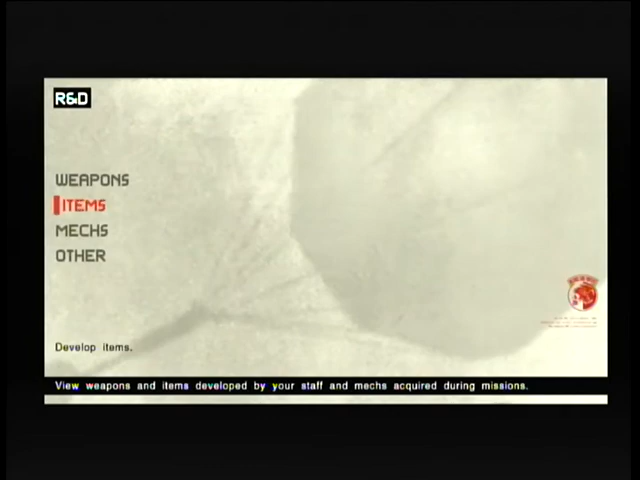 R&D
WEAPONS
ITEMS
MECHS
OTHER
Develop items.
View weapons and items developed by your staff and mechs acquired during missions.